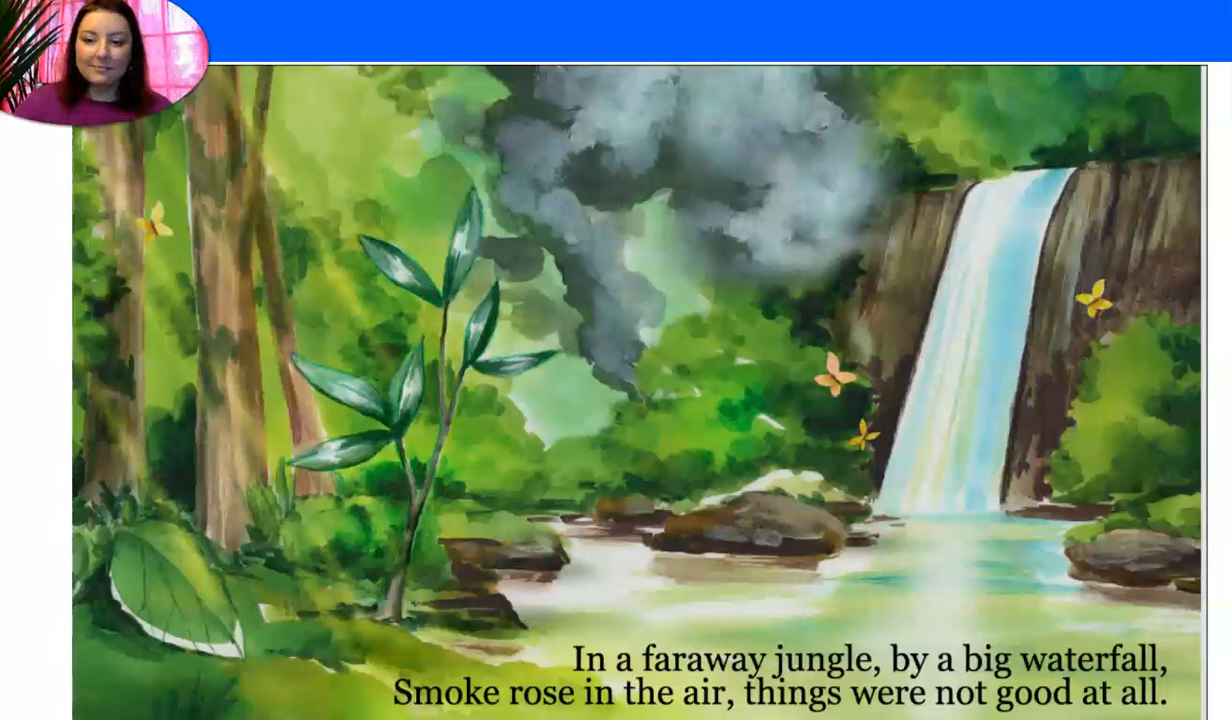 In a faraway jungle, by a big waterfall,
Smoke rose in the air, things were not good at all.